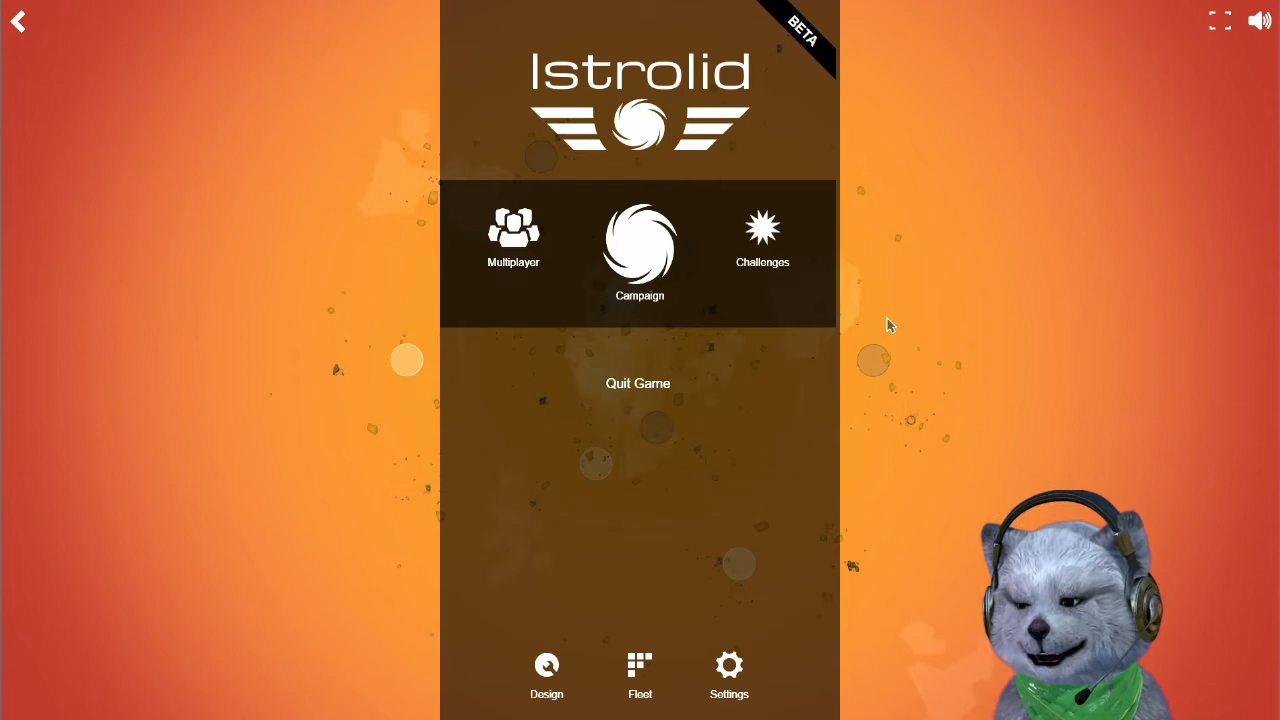 BETA
Istrolid
Multiplayer
Campaign
Challenges
Quit Game
Design
Fleet
Settings